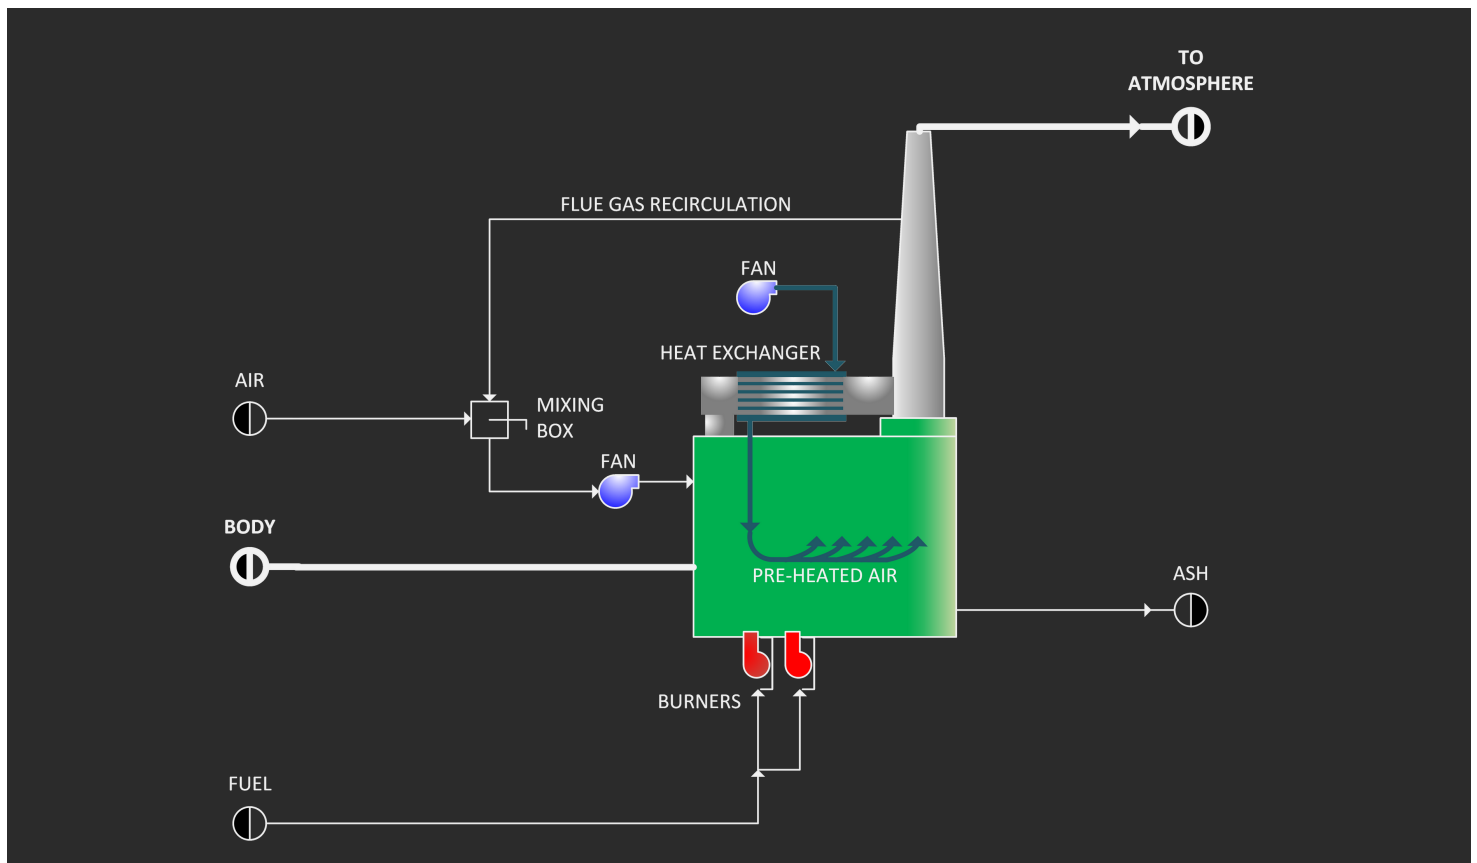 TO
ATMOSPHERE
FLUE GAS RECIRCULATION
FAN
HEAT EXCHANGER
AIR
MIXING
BOX
FAN
BODY
PRE-HEATED AIR
ASH
BURNERS
FUEL